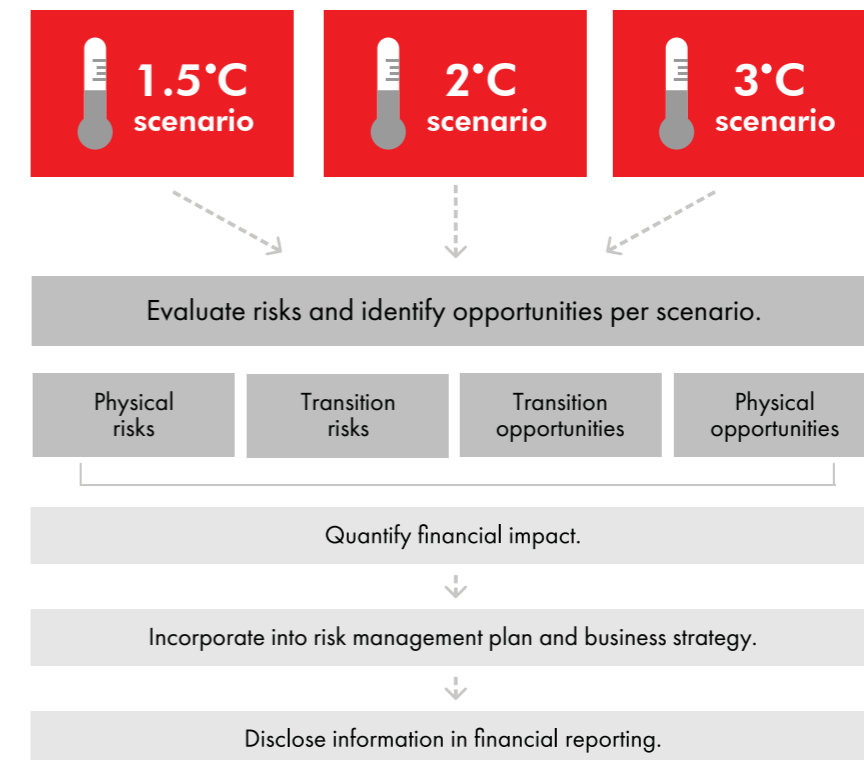 1.5°C
scenario
2°C
scenario
3°C
scenario
Evaluate risks and identify opportunities per scenario.
Physical
risks
Transition
risks
Transition
opportunities
Physical
opportunities
Quantify financial impact.
Incorporate into risk management plan and business strategy.
Disclose information in financial reporting.